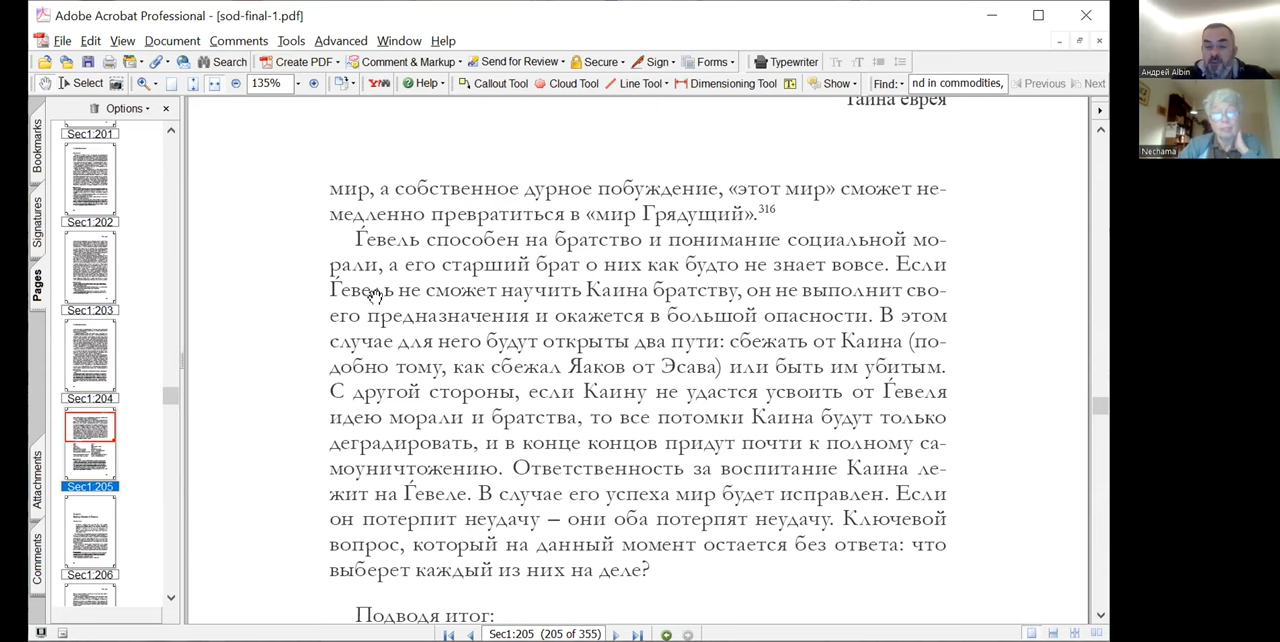 Adobe Acrobat Professional - [sod-final-1.pdf]
File Edit View Document Comments Tools Advanced Window Help
Search Create PDF Comment & Markup Send for Review Secure Sign Forms Typewriter
Select 135% Help Callout Tool Cloud Tool Line Tool Dimensioning Tool Show Find: nd in commodities, Previous Next
Options
Bookmarks
Signatures
Pages
Attachments
Comments
Sec1:201
Sec1:202
Sec1:203
Sec1:204
Sec1:205
Sec1:206
Тайна еврея
мир, а собственное дурное побуждение, «этот мир» сможет не-
медленно превратиться в «мир Грядущий».316
Ѓевель способен на братство и понимание социальной мо-
рали, а его старший брат о них как будто не знает вовсе. Если
Ѓевель не сможет научить Каина братству, он не выполнит сво-
его предназначения и окажется в большой опасности. В этом
случае для него будут открыты два пути: сбежать от Каина (по-
добно тому, как сбежал Яаков от Эсава) или быть им убитым.
С другой стороны, если Каину не удастся усвоить от Ѓевеля
идею морали и братства, то все потомки Каина будут только
деградировать, и в конце концов придут почти к полному са-
моуничтожению. Ответственность за воспитание Каина ле-
жит на Ѓевеле. В случае его успеха мир будет исправлен. Если
он потерпит неудачу – они оба потерпят неудачу. Ключевой
вопрос, который на данный момент остается без ответа: что
выберет каждый из них на деле?
Подводя итог:
Sec1:205 (205 of 355)
Андрей Albin
Nechama